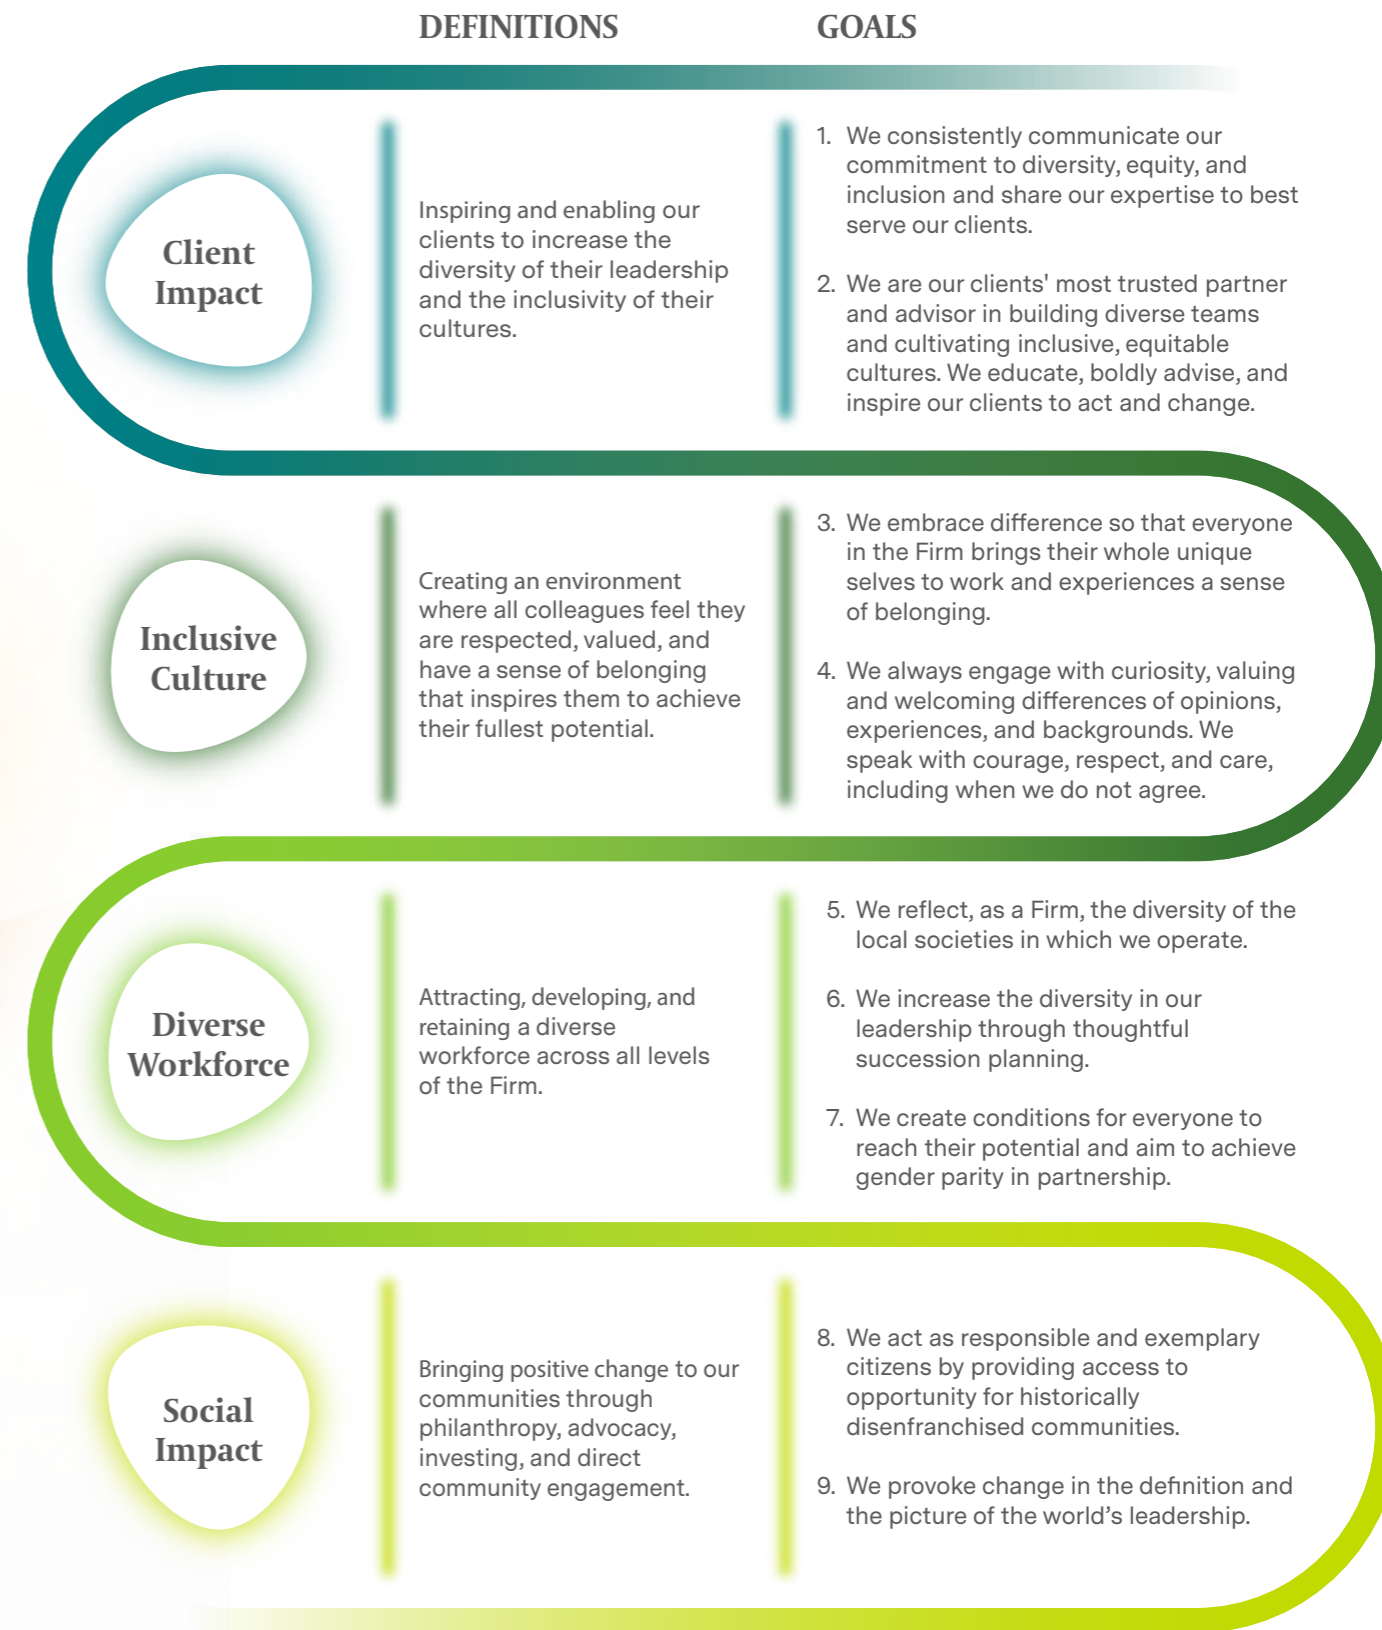 DEFINITIONS
GOALS
Client
Impact
Inspiring and enabling our
clients to increase the
diversity of their leadership
and the inclusivity of their
cultures.
1. We consistently communicate our
commitment to diversity, equity, and
inclusion and share our expertise to best
serve our clients.
2. We are our clients' most trusted partner
and advisor in building diverse teams
and cultivating inclusive, equitable
cultures. We educate, boldly advise, and
inspire our clients to act and change.
Inclusive
Culture
Creating an environment
where all colleagues feel they
are respected, valued, and
have a sense of belonging
that inspires them to achieve
their fullest potential.
3. We embrace difference so that everyone
in the Firm brings their whole unique
selves to work and experiences a sense
of belonging.
4. We always engage with curiosity, valuing
and welcoming differences of opinions,
experiences, and backgrounds. We
speak with courage, respect, and care,
including when we do not agree.
Diverse
Workforce
Attracting, developing, and
retaining a diverse
workforce across all levels
of the Firm.
5. We reflect, as a Firm, the diversity of the
local societies in which we operate.
6. We increase the diversity in our
leadership through thoughtful
succession planning.
7. We create conditions for everyone to
reach their potential and aim to achieve
gender parity in partnership.
Social
Impact
Bringing positive change to our
communities through
philanthropy, advocacy,
investing, and direct
community engagement.
8. We act as responsible and exemplary
citizens by providing access to
opportunity for historically
disenfranchised communities.
9. We provoke change in the definition and
the picture of the world’s leadership.